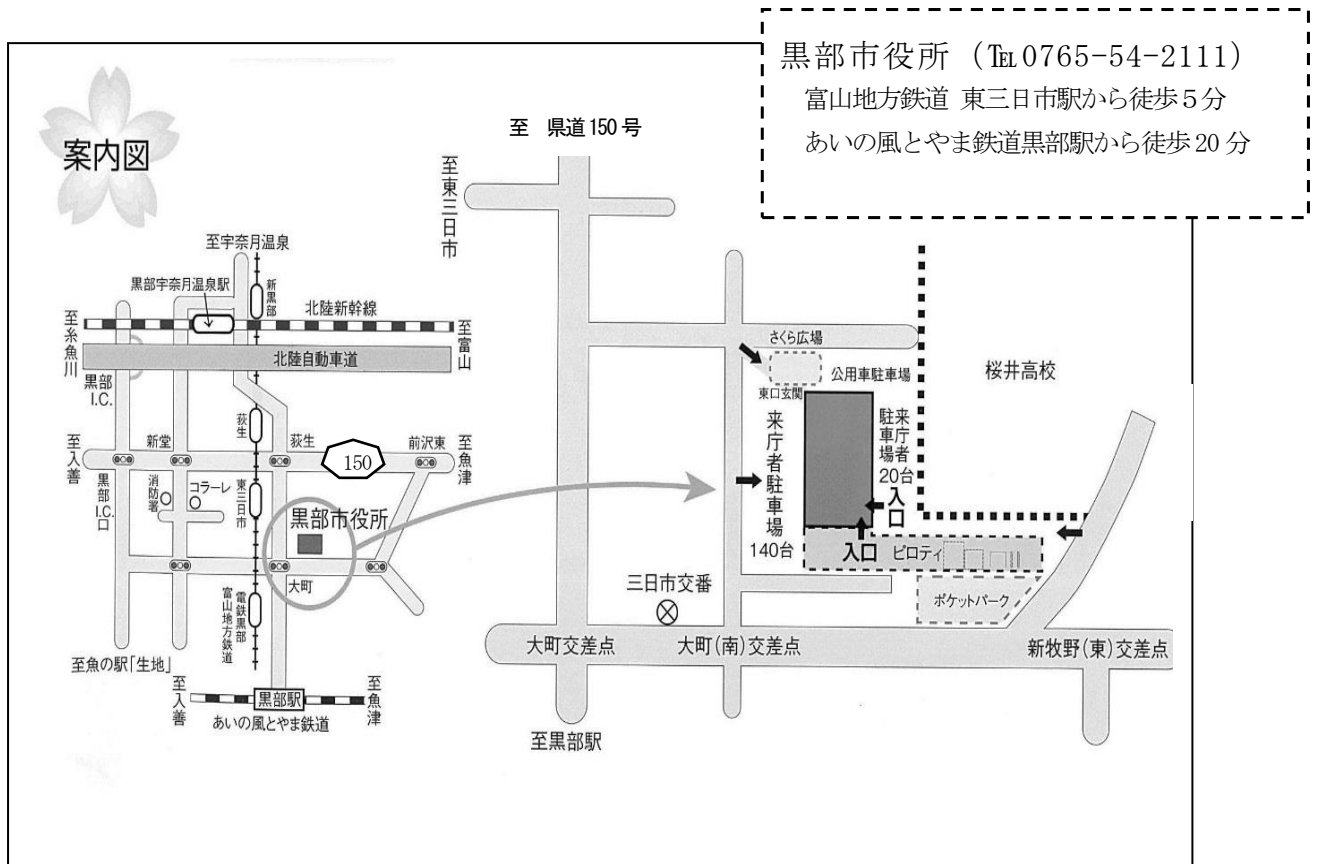 黒部市役所（℡0765-54-2111）
富山地方鉄道 東三日市駅から徒歩５分
あいの風とやま鉄道黒部駅から徒歩20分
案内図
至宇奈月温泉
黒部宇奈月温泉駅
新黒部
北陸新幹線
至糸魚川
至富山
北陸自動車道
黒部I.C.
荻生
至入善
新堂
荻生
150
前沢東
至魚津
黒部I.C.口
消防署
コラーレ
東三日市
黒部市役所
大町
電鉄黒部
富山地方鉄道
至魚の駅「生地」
至入善
黒部駅
至魚津
あいの風とやま鉄道
至　県道150号
至東三日市
さくら広場
公用車駐車場
桜井高校
東口玄関
来庁者駐車場
140台
来庁者駐車場
20台
入口
入口
ピロティ
ポケットパーク
三日市交番
大町交差点
大町(南)交差点
新牧野(東)交差点
至黒部駅